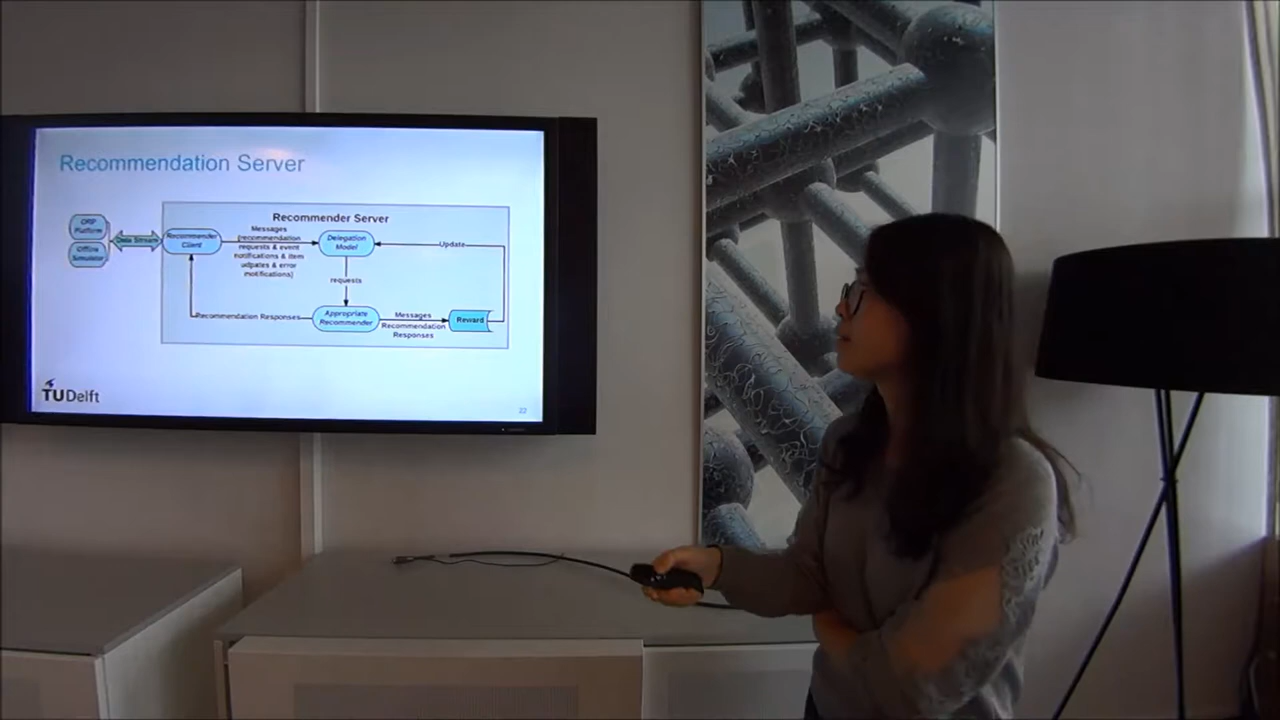 Recommendation Server
Recommender Server
ORP
Platform
Offline
Simulator
Data Stream
Recommender
Client
Messages
(recommendation
requests & event
notifications & item
udpates & error
notifications)
Delegation
Model
Update
requests
Recommendation Responses
Appropriate
Recommender
Messages
Recommendation
Responses
Reward
TUDelft
22